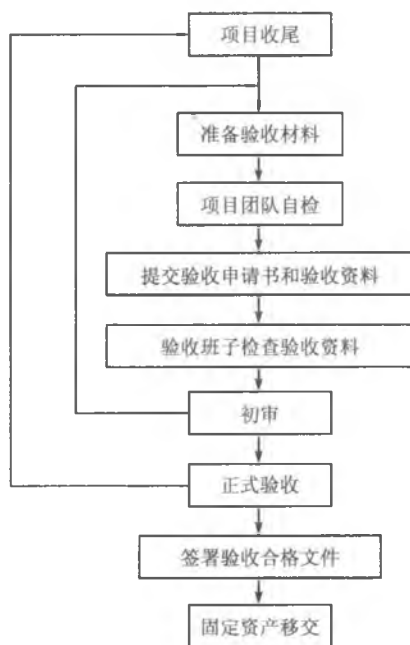 项目收尾
准备验收材料
项目团队自检
提交验收申请书和验收资料
验收班子检查验收资料
初审
正式验收
签署验收合格文件
固定资产移交